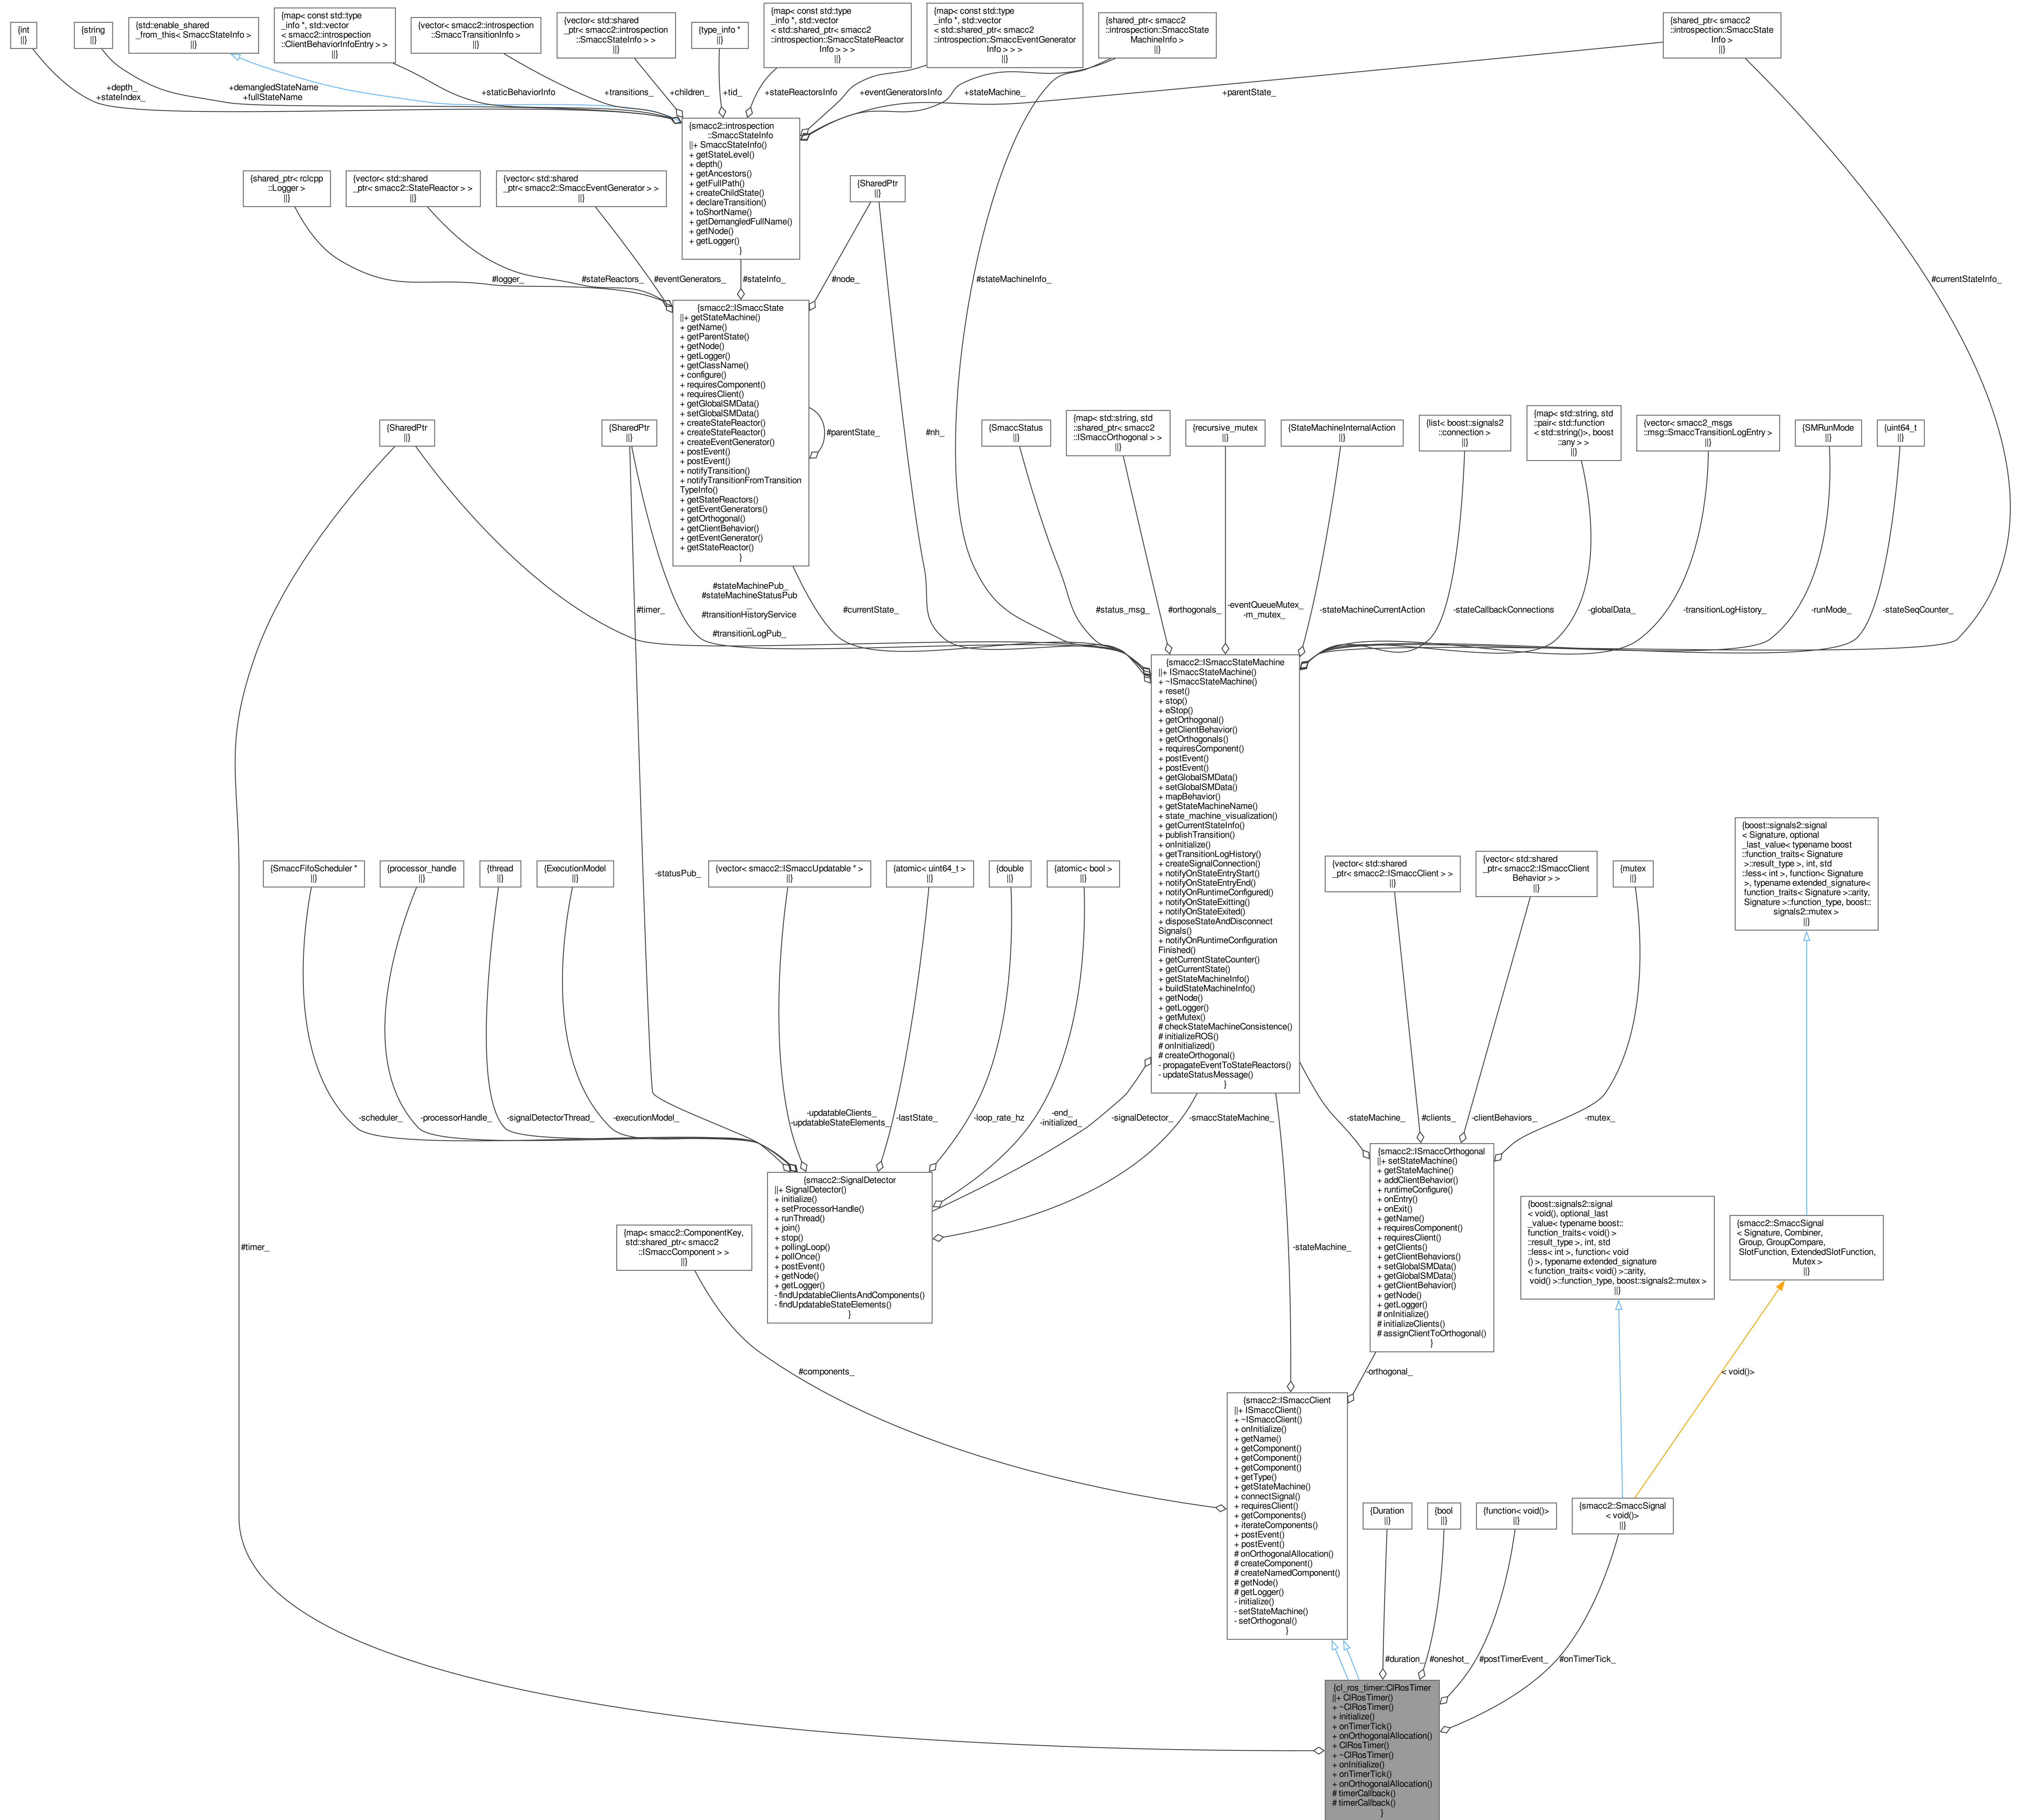 {int
||}
{string
||}
{std::enable_shared
_from_this< SmaccStateInfo >
||}
{map< const std::type
_info *, std::vector
< smacc2::introspection
::ClientBehaviorInfoEntry > >
||}
{vector< smacc2::introspection
::SmaccTransitionInfo >
||}
{vector< std::shared
_ptr< smacc2::introspection
::SmaccStateInfo > >
||}
{type_info *
||}
{map< const std::type
_info *, std::vector
< std::shared_ptr< smacc2
::introspection::SmaccStateReactor
Info > > >
||}
{map< const std::type
_info *, std::vector
< std::shared_ptr< smacc2
::introspection::SmaccEventGenerator
Info > > >
||}
{shared_ptr< smacc2
::introspection::SmaccState
MachineInfo >
||}
{shared_ptr< smacc2
::introspection::SmaccState
Info >
||}
+depth_
+stateIndex_
+demangledStateName
+fullStateName
+staticBehaviorInfo
+transitions_
+children_
+tid_
+stateReactorsInfo
+eventGeneratorsInfo
+stateMachine_
+parentState_
{smacc2::introspection
::SmaccStateInfo
||+ SmaccStateInfo()
+ getStateLevel()
+ depth()
+ getAncestors()
+ getFullPath()
+ createChildState()
+ declareTransition()
+ toShortName()
+ getDemangledFullName()
+ getNode()
+ getLogger()
}
{shared_ptr< rclcpp
::Logger >
||}
{vector< std::shared
_ptr< smacc2::StateReactor > >
||}
{vector< std::shared
_ptr< smacc2::SmaccEventGenerator > >
||}
{SharedPtr
||}
#logger_
#stateReactors_
#eventGenerators_
#stateInfo_
#node_
#stateMachineInfo_
#currentStateInfo_
{smacc2::ISmaccState
||+ getStateMachine()
+ getName()
+ getParentState()
+ getNode()
+ getLogger()
+ getClassName()
+ configure()
+ requiresComponent()
+ requiresClient()
+ getGlobalSMData()
+ setGlobalSMData()
+ createStateReactor()
+ createStateReactor()
+ createEventGenerator()
+ postEvent()
+ postEvent()
+ notifyTransition()
+ notifyTransitionFromTransition
TypeInfo()
+ getStateReactors()
+ getEventGenerators()
+ getOrthogonal()
+ getClientBehavior()
+ getEventGenerator()
+ getStateReactor()
}
#parentState_
#nh_
{SharedPtr
||}
{SharedPtr
||}
{SmaccStatus
||}
{map< std::string, std
::shared_ptr< smacc2
::ISmaccOrthogonal > >
||}
{recursive_mutex
||}
{StateMachineInternalAction
||}
{list< boost::signals2
::connection >
||}
{map< std::string, std
::pair< std::function
< std::string()>, boost
::any > >
||}
{vector< smacc2_msgs
::msg::SmaccTransitionLogEntry >
||}
{SMRunMode
||}
{uint64_t
||}
#timer_
#stateMachinePub_
#stateMachineStatusPub
_
#transitionHistoryService
_
#transitionLogPub_
#currentState_
#status_msg_
#orthogonals_
-eventQueueMutex_
-m_mutex_
-stateMachineCurrentAction
-stateCallbackConnections
-globalData_
-transitionLogHistory_
-runMode_
-stateSeqCounter_
{smacc2::ISmaccStateMachine
||+ ISmaccStateMachine()
+ ~ISmaccStateMachine()
+ reset()
+ stop()
+ eStop()
+ getOrthogonal()
+ getClientBehavior()
+ getOrthogonals()
+ requiresComponent()
+ postEvent()
+ postEvent()
+ getGlobalSMData()
+ setGlobalSMData()
+ mapBehavior()
+ getStateMachineName()
+ state_machine_visualization()
+ getCurrentStateInfo()
+ publishTransition()
+ onInitialize()
+ getTransitionLogHistory()
+ createSignalConnection()
+ notifyOnStateEntryStart()
+ notifyOnStateEntryEnd()
+ notifyOnRuntimeConfigured()
+ notifyOnStateExitting()
+ notifyOnStateExited()
+ disposeStateAndDisconnect
Signals()
+ notifyOnRuntimeConfiguration
Finished()
+ getCurrentStateCounter()
+ getCurrentState()
+ getStateMachineInfo()
+ buildStateMachineInfo()
+ getNode()
+ getLogger()
+ getMutex()
# checkStateMachineConsistence()
# initializeROS()
# onInitialized()
# createOrthogonal()
- propagateEventToStateReactors()
- updateStatusMessage()
}
{SmaccFifoScheduler *
||}
{processor_handle
||}
{thread
||}
{ExecutionModel
||}
-statusPub_
{vector< smacc2::ISmaccUpdatable * >
||}
{atomic< uint64_t >
||}
{double
||}
{atomic< bool >
||}
{vector< std::shared
_ptr< smacc2::ISmaccClient > >
||}
{vector< std::shared
_ptr< smacc2::ISmaccClient
Behavior > >
||}
{mutex
||}
{boost::signals2::signal
< Signature, optional
_last_value< typename boost
::function_traits< Signature
>::result_type >, int, std
::less< int >, function< Signature
>, typename extended_signature<
function_traits< Signature >::arity,
Signature >::function_type, boost::
signals2::mutex >
||}
-scheduler_
-processorHandle_
-signalDetectorThread_
-executionModel_
-updatableClients_
-updatableStateElements_
-lastState_
-loop_rate_hz
-end_
-initialized_
-signalDetector_
-smaccStateMachine_
-stateMachine_
#clients_
-clientBehaviors_
-mutex_
{smacc2::SignalDetector
||+ SignalDetector()
+ initialize()
+ setProcessorHandle()
+ runThread()
+ join()
+ stop()
+ pollingLoop()
+ pollOnce()
+ postEvent()
+ getNode()
+ getLogger()
- findUpdatableClientsAndComponents()
- findUpdatableStateElements()
}
{smacc2::ISmaccOrthogonal
||+ setStateMachine()
+ getStateMachine()
+ addClientBehavior()
+ runtimeConfigure()
+ onEntry()
+ onExit()
+ getName()
+ requiresComponent()
+ requiresClient()
+ getClients()
+ getClientBehaviors()
+ setGlobalSMData()
+ getGlobalSMData()
+ getClientBehavior()
+ getNode()
+ getLogger()
# onInitialize()
# initializeClients()
# assignClientToOrthogonal()
}
{map< smacc2::ComponentKey,
std::shared_ptr< smacc2
::ISmaccComponent > >
||}
{boost::signals2::signal
< void(), optional_last
_value< typename boost::
function_traits< void() >
::result_type >, int, std
::less< int >, function< void
() >, typename extended_signature
< function_traits< void() >::arity,
void() >::function_type, boost::signals2::mutex >
||}
{smacc2::SmaccSignal
< Signature, Combiner,
Group, GroupCompare,
SlotFunction, ExtendedSlotFunction,
Mutex >
||}
#timer_
-stateMachine_
#components_
-orthogonal_
< void()>
{smacc2::ISmaccClient
||+ ISmaccClient()
+ ~ISmaccClient()
+ onInitialize()
+ getName()
+ getComponent()
+ getComponent()
+ getComponent()
+ getType()
+ getStateMachine()
+ connectSignal()
+ requiresClient()
+ getComponents()
+ iterateComponents()
+ postEvent()
+ postEvent()
# onOrthogonalAllocation()
# createComponent()
# createNamedComponent()
# getNode()
# getLogger()
- initialize()
- setStateMachine()
- setOrthogonal()
}
{Duration
||}
{bool
||}
{function< void()>
||}
{smacc2::SmaccSignal
< void()>
||}
#duration_
#oneshot_
#postTimerEvent_
#onTimerTick_
{cl_ros_timer::ClRosTimer
||+ ClRosTimer()
+ ~ClRosTimer()
+ initialize()
+ onTimerTick()
+ onOrthogonalAllocation()
+ ClRosTimer()
+ ~ClRosTimer()
+ onInitialize()
+ onTimerTick()
+ onOrthogonalAllocation()
# timerCallback()
# timerCallback()
}